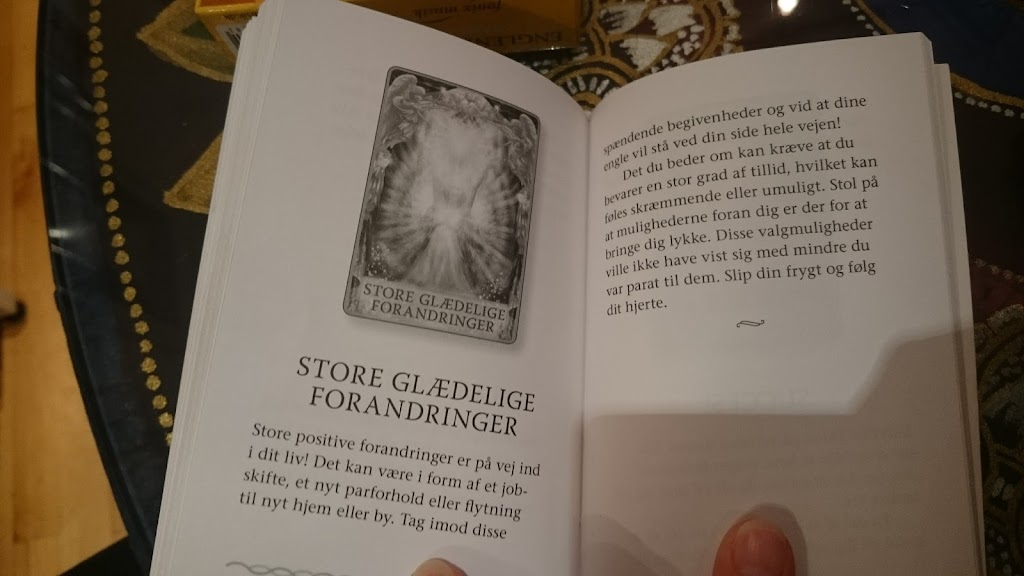 STORE GLÆDELIGE
FORANDRINGER
STORE GLÆDELIGE
FORANDRINGER
Store positive forandringer er på vej ind
i dit liv! Det kan være i form af et job-
skifte, et nyt parforhold eller flytning
til nyt hjem eller by. Tag imod disse
spændende begivenheder og vid at dine
engle vil stå ved din side hele vejen!
Det du beder om kan kræve at du
bevarer en stor grad af tillid, hvilket kan
føles skræmmende eller umuligt. Stol på
at mulighederne foran dig er der for at
bringe dig lykke. Disse valgmuligheder
ville ikke have vist sig med mindre du
var parat til dem. Slip din frygt og følg
dit hjerte.
fønix musik